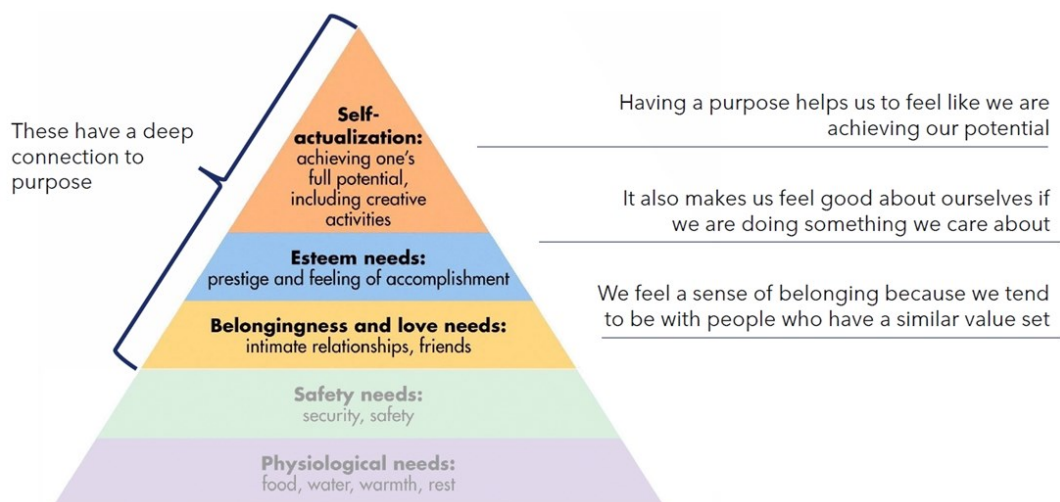 These have a deep
connection to
purpose
Self-
actualization:
achieving one's
full potential,
including creative
activities
Esteem needs:
prestige and feeling of accomplishment
Belongingness and love needs:
intimate relationships, friends
Safety needs:
security, safety
Physiological needs:
food, water, warmth, rest
Having a purpose helps us to feel like we are
achieving our potential
It also makes us feel good about ourselves if
we are doing something we care about
We feel a sense of belonging because we tend
to be with people who have a similar value set